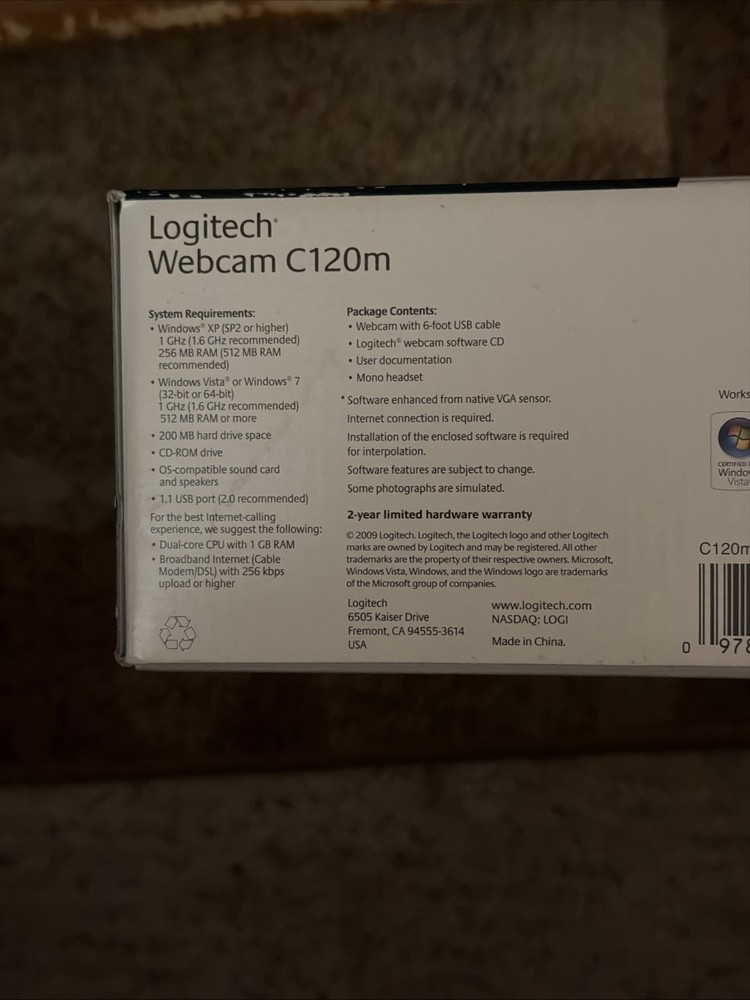 Logitech®
Webcam C120m
System Requirements:
• Windows® XP (SP2 or higher)
1 GHz (1.6 GHz recommended)
256 MB RAM (512 MB RAM
recommended)
• Windows Vista® or Windows® 7
(32-bit or 64-bit)
1 GHz (1.6 GHz recommended)
512 MB RAM or more
• 200 MB hard drive space
• CD-ROM drive
• OS-compatible sound card
and speakers
• 1.1 USB port (2.0 recommended)
For the best Internet-calling
experience, we suggest the following:
• Dual-core CPU with 1 GB RAM
• Broadband Internet (Cable
Modem/DSL) with 256 kbps
upload or higher
Package Contents:
• Webcam with 6-foot USB cable
• Logitech® webcam software CD
• User documentation
• Mono headset
* Software enhanced from native VGA sensor.
Internet connection is required.
Installation of the enclosed software is required
for interpolation.
Software features are subject to change.
Some photographs are simulated.
2-year limited hardware warranty
© 2009 Logitech. Logitech, the Logitech logo and other Logitech
marks are owned by Logitech and may be registered. All other
trademarks are the property of their respective owners. Microsoft,
Windows Vista, Windows, and the Windows logo are trademarks
of the Microsoft group of companies.
Logitech
6505 Kaiser Drive
Fremont, CA 94555-3614
USA
www.logitech.com
NASDAQ: LOGI
Made in China.
Works
CERTIFIED
Windo
Vista
C120m
0 978